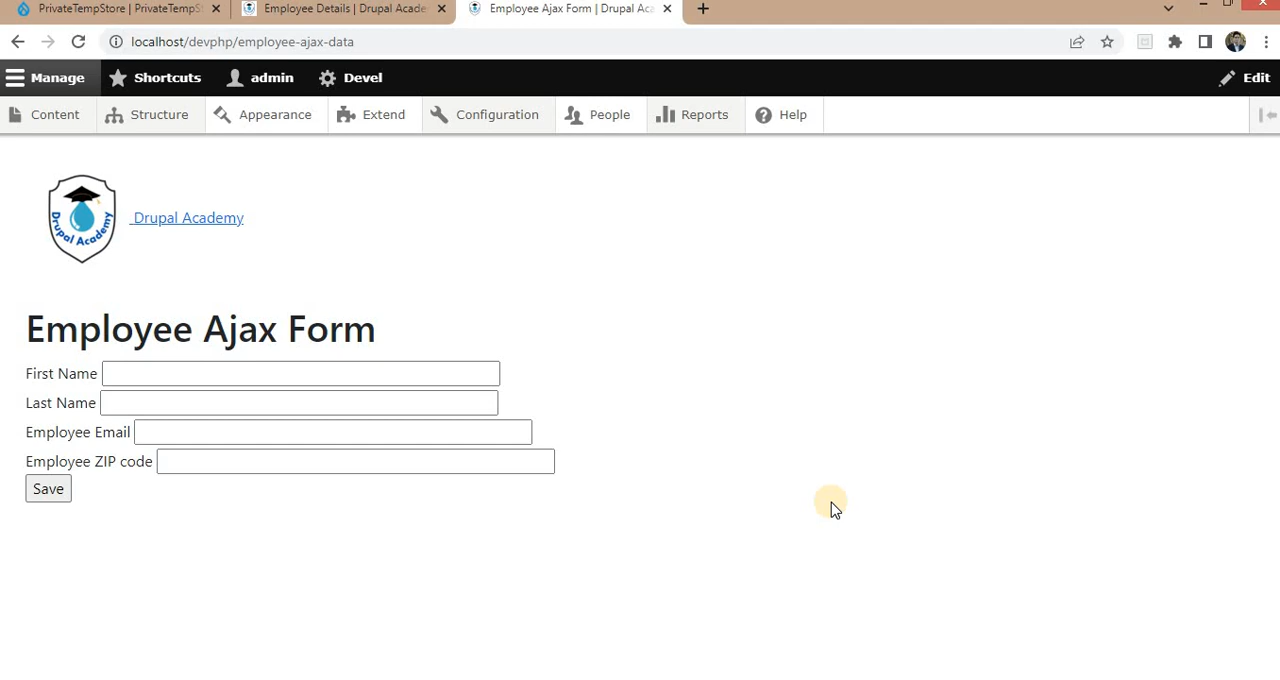 PrivateTempStore | PrivateTempS
Employee Details | Drupal Acade
Employee Ajax Form | Drupal Aca
localhost/devphp/employee-ajax-data
Manage Shortcuts admin Devel Edit
Content Structure Appearance Extend Configuration People Reports Help
Drupal Academy
Drupal Academy
Employee Ajax Form
First Name
Last Name
Employee Email
Employee ZIP code
Save